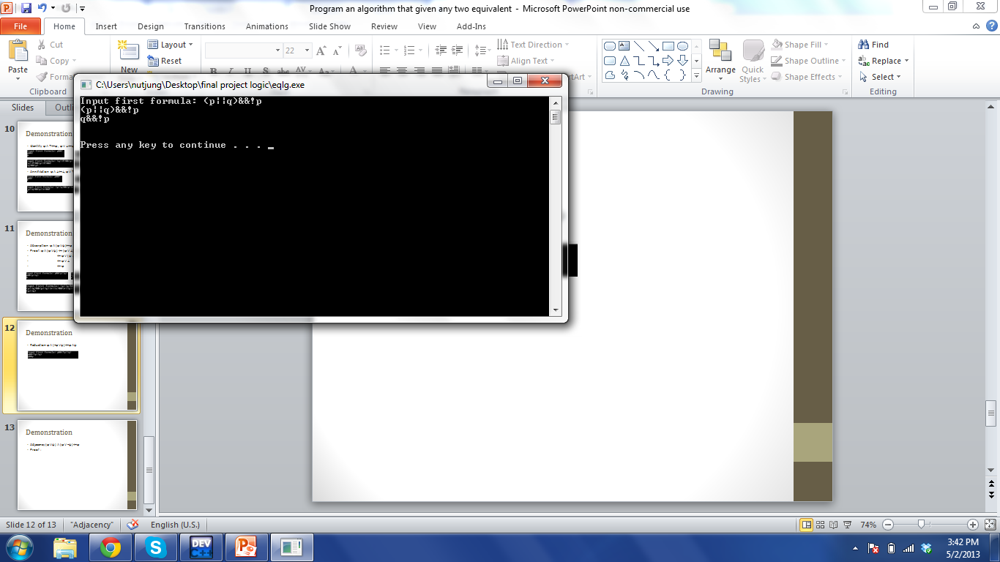 Program an algorithm that given any two equivalent - Microsoft PowerPoint non-commercial use
File Home Insert Design Transitions Animations Slide Show Review View Add-Ins
Paste
Cut
Copy
Clipboard
New
Layout
Reset
22
Text Direction
Align Text
Arrange
Quick Styles
Shape Fill
Shape Outline
Shape Effects
Drawing
Find
Replace
Select
Editing
C:\Users\nutjung\Desktop\final project logic\eqlg.exe
Input first formula: (p||q)&&!p
(p||q)&&!p
q&&!p
Press any key to continue . . . _
Slides
10
Demonstration
11
Demonstration
12
Demonstration
13
Demonstration
Slide 12 of 13 "Adjacency" English (U.S.) 74%
DEV C++
3:42 PM
5/2/2013